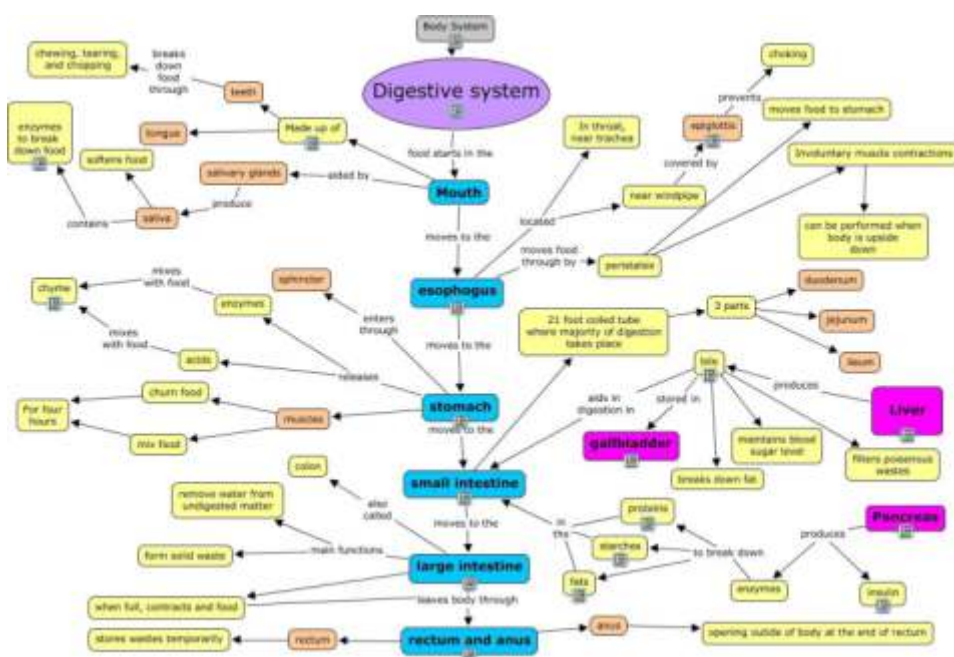 Body System
Digestive system
food starts in the
Mouth
Made up of
teeth
breaks
down
food
through
chewing, tearing,
and chopping
tongue
aided by
salivary glands
produce
saliva
softens food
contains
enzymes
to break
down food
moves to the
esophogus
located
In throat,
near trachea
near windpipe
covered by
epiglottis
prevents
choking
moves food
through by
peristalsis
moves food to stomach
Involuntary muscle contractions
can be performed when
body is upside
down
moves to the
stomach
enters
through
sphincter
releases
enzymes
mixes
with food
chyme
acids
mixes
with food
muscles
churn food
mix food
For four
hours
moves to the
small intestine
21 foot coiled tube
where majority of digestion
takes place
3 parts
duodenum
jejunum
ileum
bile
aids in
digestion in
stored in
gallbladder
breaks down fat
maintains blood
sugar level
filters poisonous
wastes
produces
Liver
Pancreas
produces
insulin
enzymes
to break down
proteins
starches
fats
in
the
moves to the
large intestine
also
called
colon
main functions
remove water from
undigested matter
form solid waste
when full, contracts and food
leaves body through
rectum and anus
rectum
stores wastes temporarily
anus
opening outide of body at the end of rectum